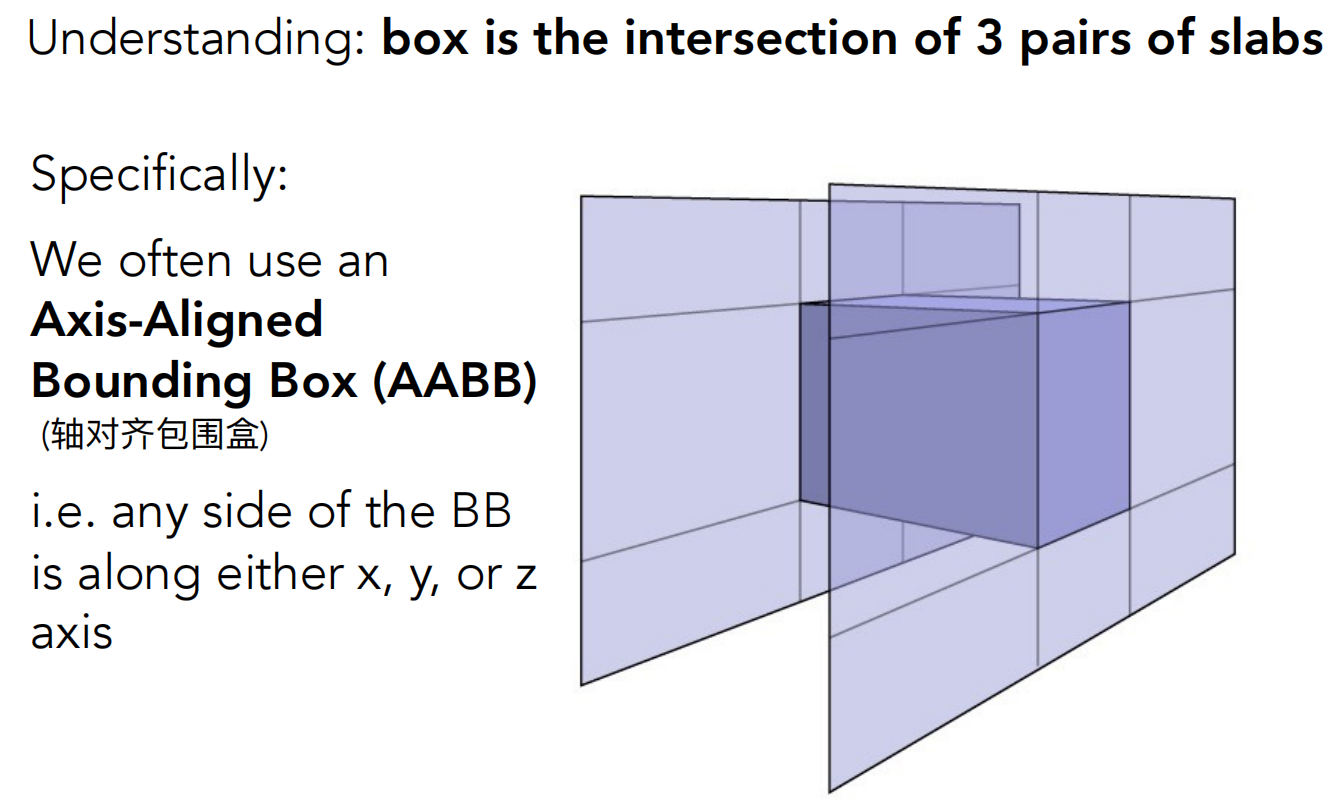 Understanding: box is the intersection of 3 pairs of slabs
Specifically:
We often use an
Axis-Aligned
Bounding Box (AABB)
(轴对齐包围盒)
i.e. any side of the BB
is along either x, y, or z
axis